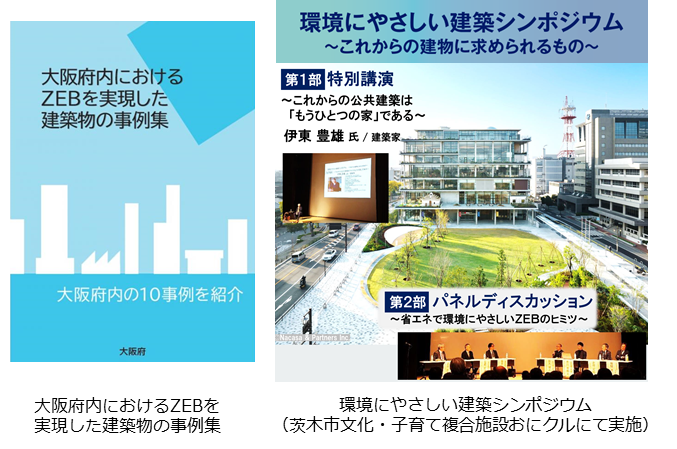 大阪府内における
ZEBを実現した
建築物の事例集
大阪府内の10事例を紹介
大阪府
大阪府内におけるZEBを
実現した建築物の事例集
環境にやさしい建築シンポジウム
～これからの建物に求められるもの～
第1部 特別講演
～これからの公共建築は
「もうひとつの家」である～
伊東 豊雄 氏 / 建築家
第2部 パネルディスカッション
～省エネで環境にやさしいZEBのヒミツ～
Nacasa & Partners Inc.
環境にやさしい建築シンポジウム
（茨木市文化・子育て複合施設おにクルにて実施）